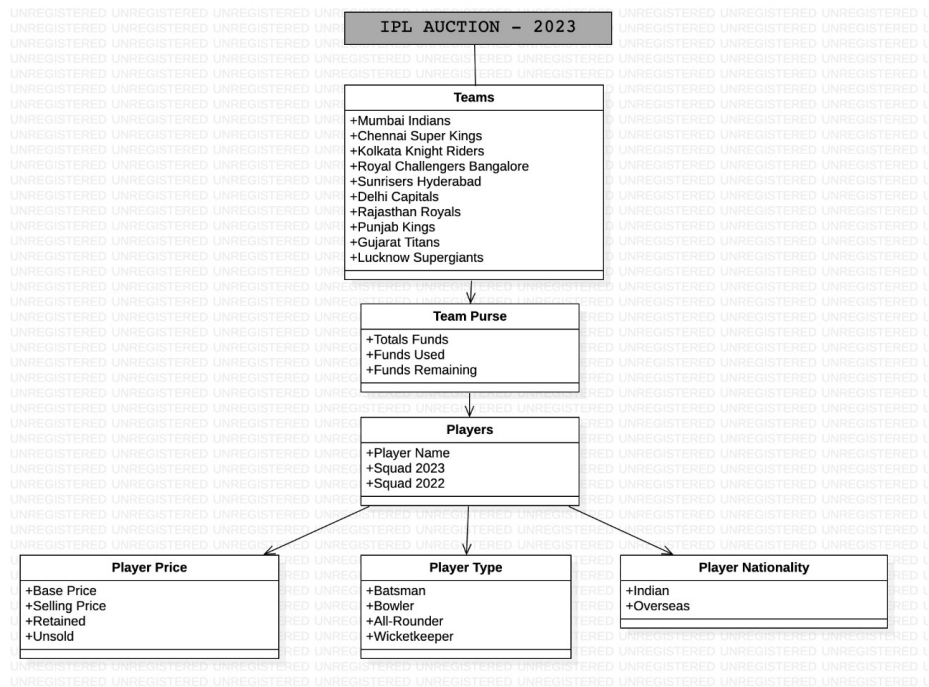 IPL AUCTION - 2023
Teams
+Mumbai Indians
+Chennai Super Kings
+Kolkata Knight Riders
+Royal Challengers Bangalore
+Sunrisers Hyderabad
+Delhi Capitals
+Rajasthan Royals
+Punjab Kings
+Gujarat Titans
+Lucknow Supergiants
Team Purse
+Totals Funds
+Funds Used
+Funds Remaining
Players
+Player Name
+Squad 2023
+Squad 2022
Player Price
+Base Price
+Selling Price
+Retained
+Unsold
Player Type
+Batsman
+Bowler
+All-Rounder
+Wicketkeeper
Player Nationality
+Indian
+Overseas
UNREGISTERED